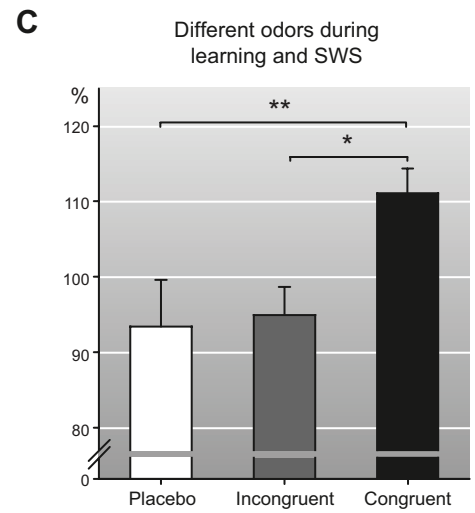 C
Different odors during
learning and SWS
%
**
120
*
110
100
90
80
0
Placebo Incongruent Congruent